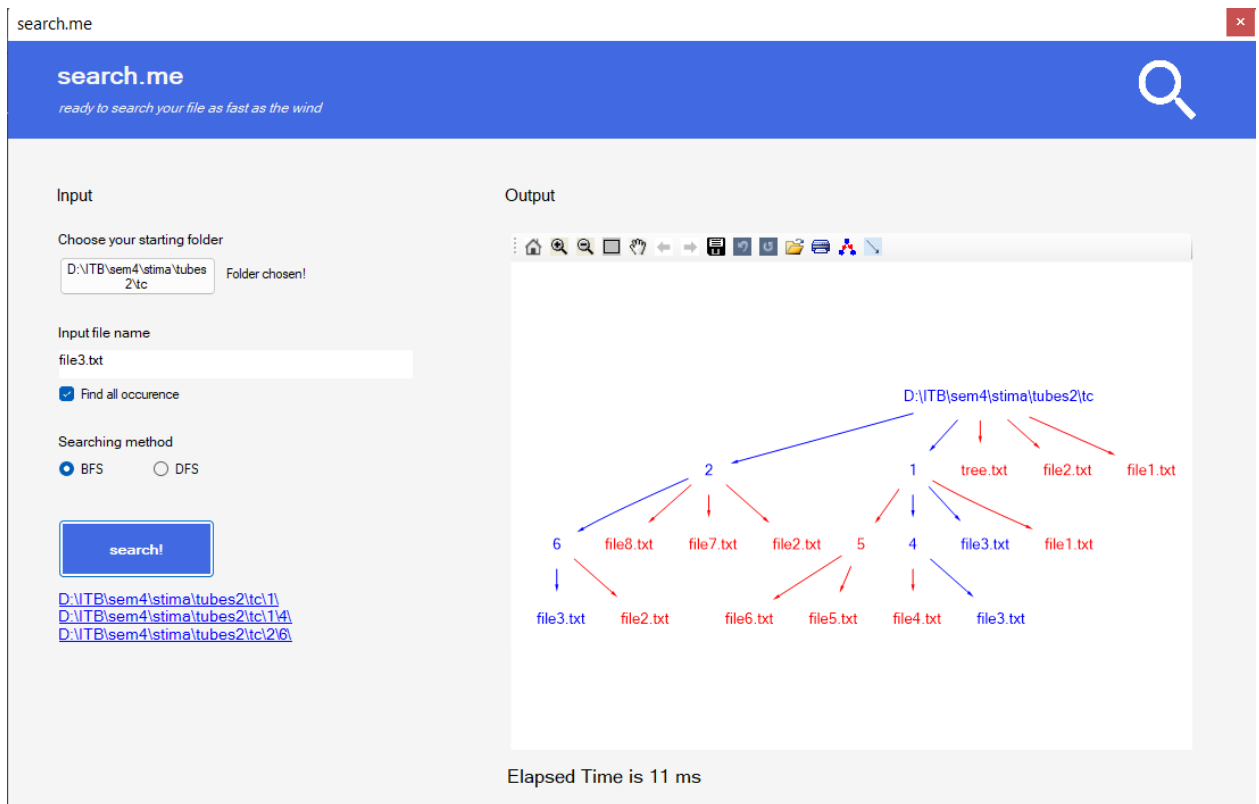 search.me
search.me
ready to search your file as fast as the wind
Input
Choose your starting folder
D:\ITB\sem4\stima\tubes
2\tc
Folder chosen!
Input file name
file3.txt
Find all occurence
Searching method
BFS
DFS
search!
D:\ITB\sem4\stima\tubes2\tc\1\
D:\ITB\sem4\stima\tubes2\tc\1\4\
D:\ITB\sem4\stima\tubes2\tc\2\6\
Output
D:\ITB\sem4\stima\tubes2\tc
2 1 tree.txt file2.txt file1.txt
6 file8.txt file7.txt file2.txt 5 4 file3.txt file1.txt
file3.txt file2.txt file6.txt file5.txt file4.txt file3.txt
Elapsed Time is 11 ms